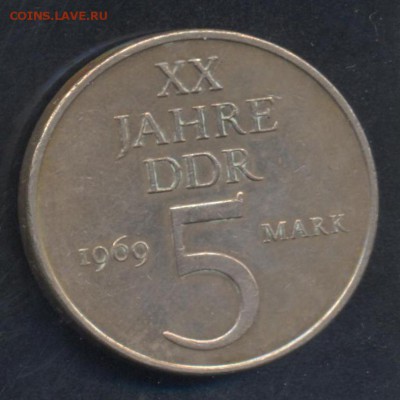 COINS.LAVE.RU
XX
JAHRE
DDR
1969 5 MARK